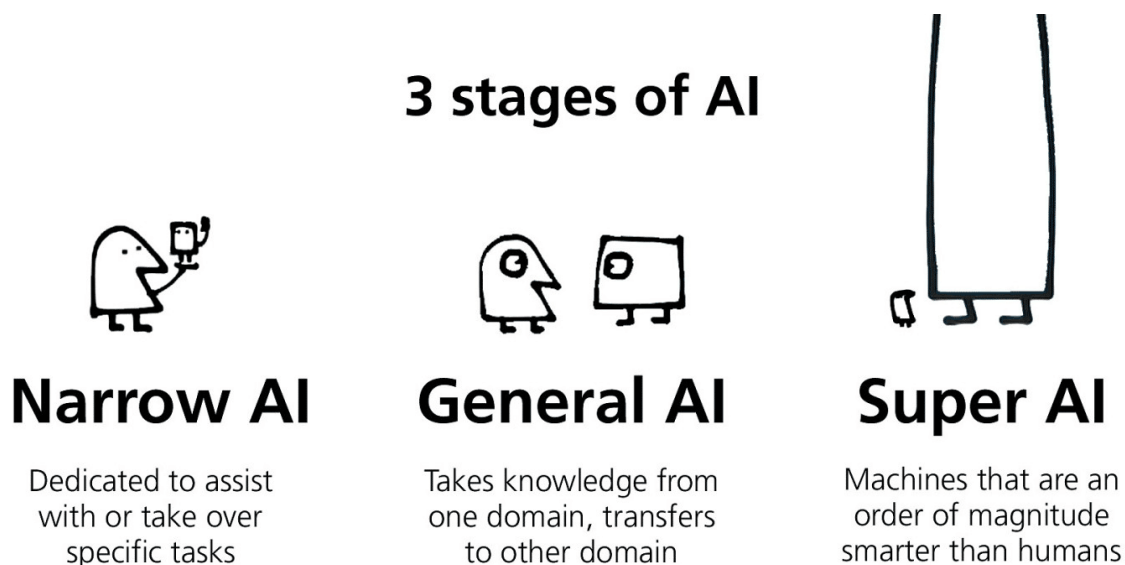 3 stages of AI
Narrow AI
Dedicated to assist
with or take over
specific tasks
General AI
Takes knowledge from
one domain, transfers
to other domain
Super AI
Machines that are an
order of magnitude
smarter than humans